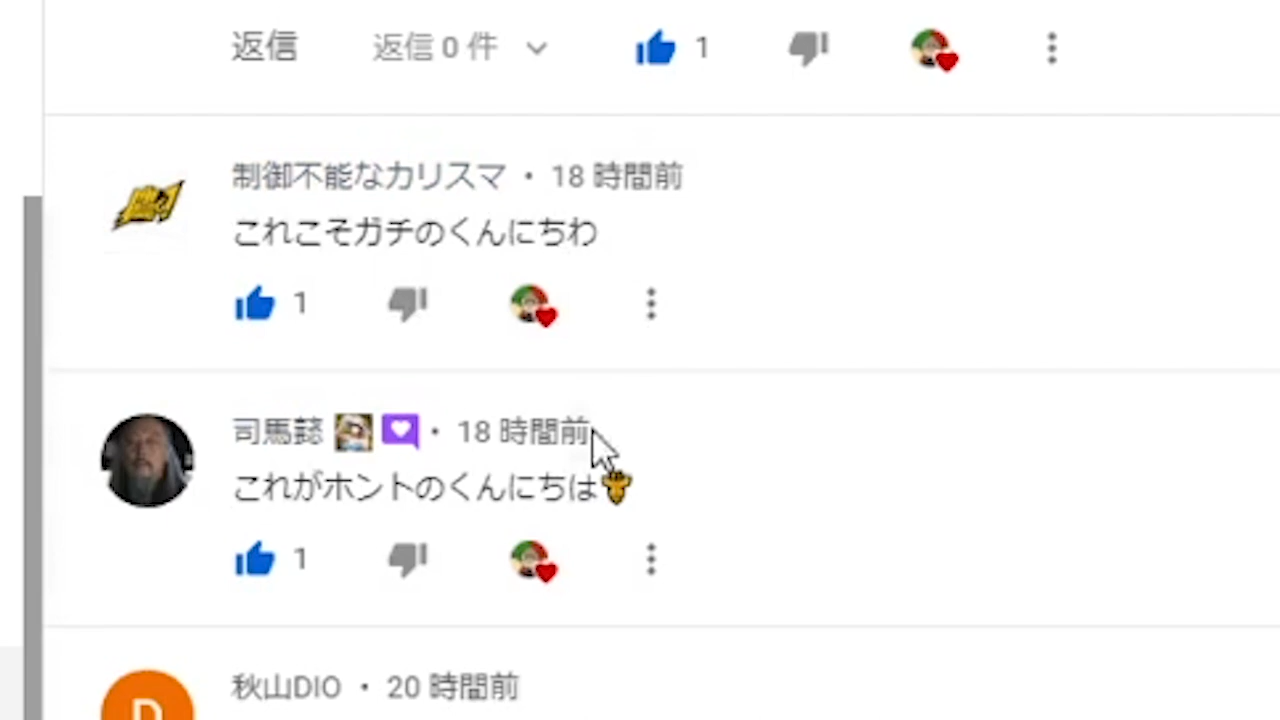 返信 返信 0 件 1
制御不能なカリスマ・18 時間前
これこそガチのくんにちわ
1
司馬懿 ・18 時間前
これがホントのくんにちは
1
秋山DIO・20 時間前
D